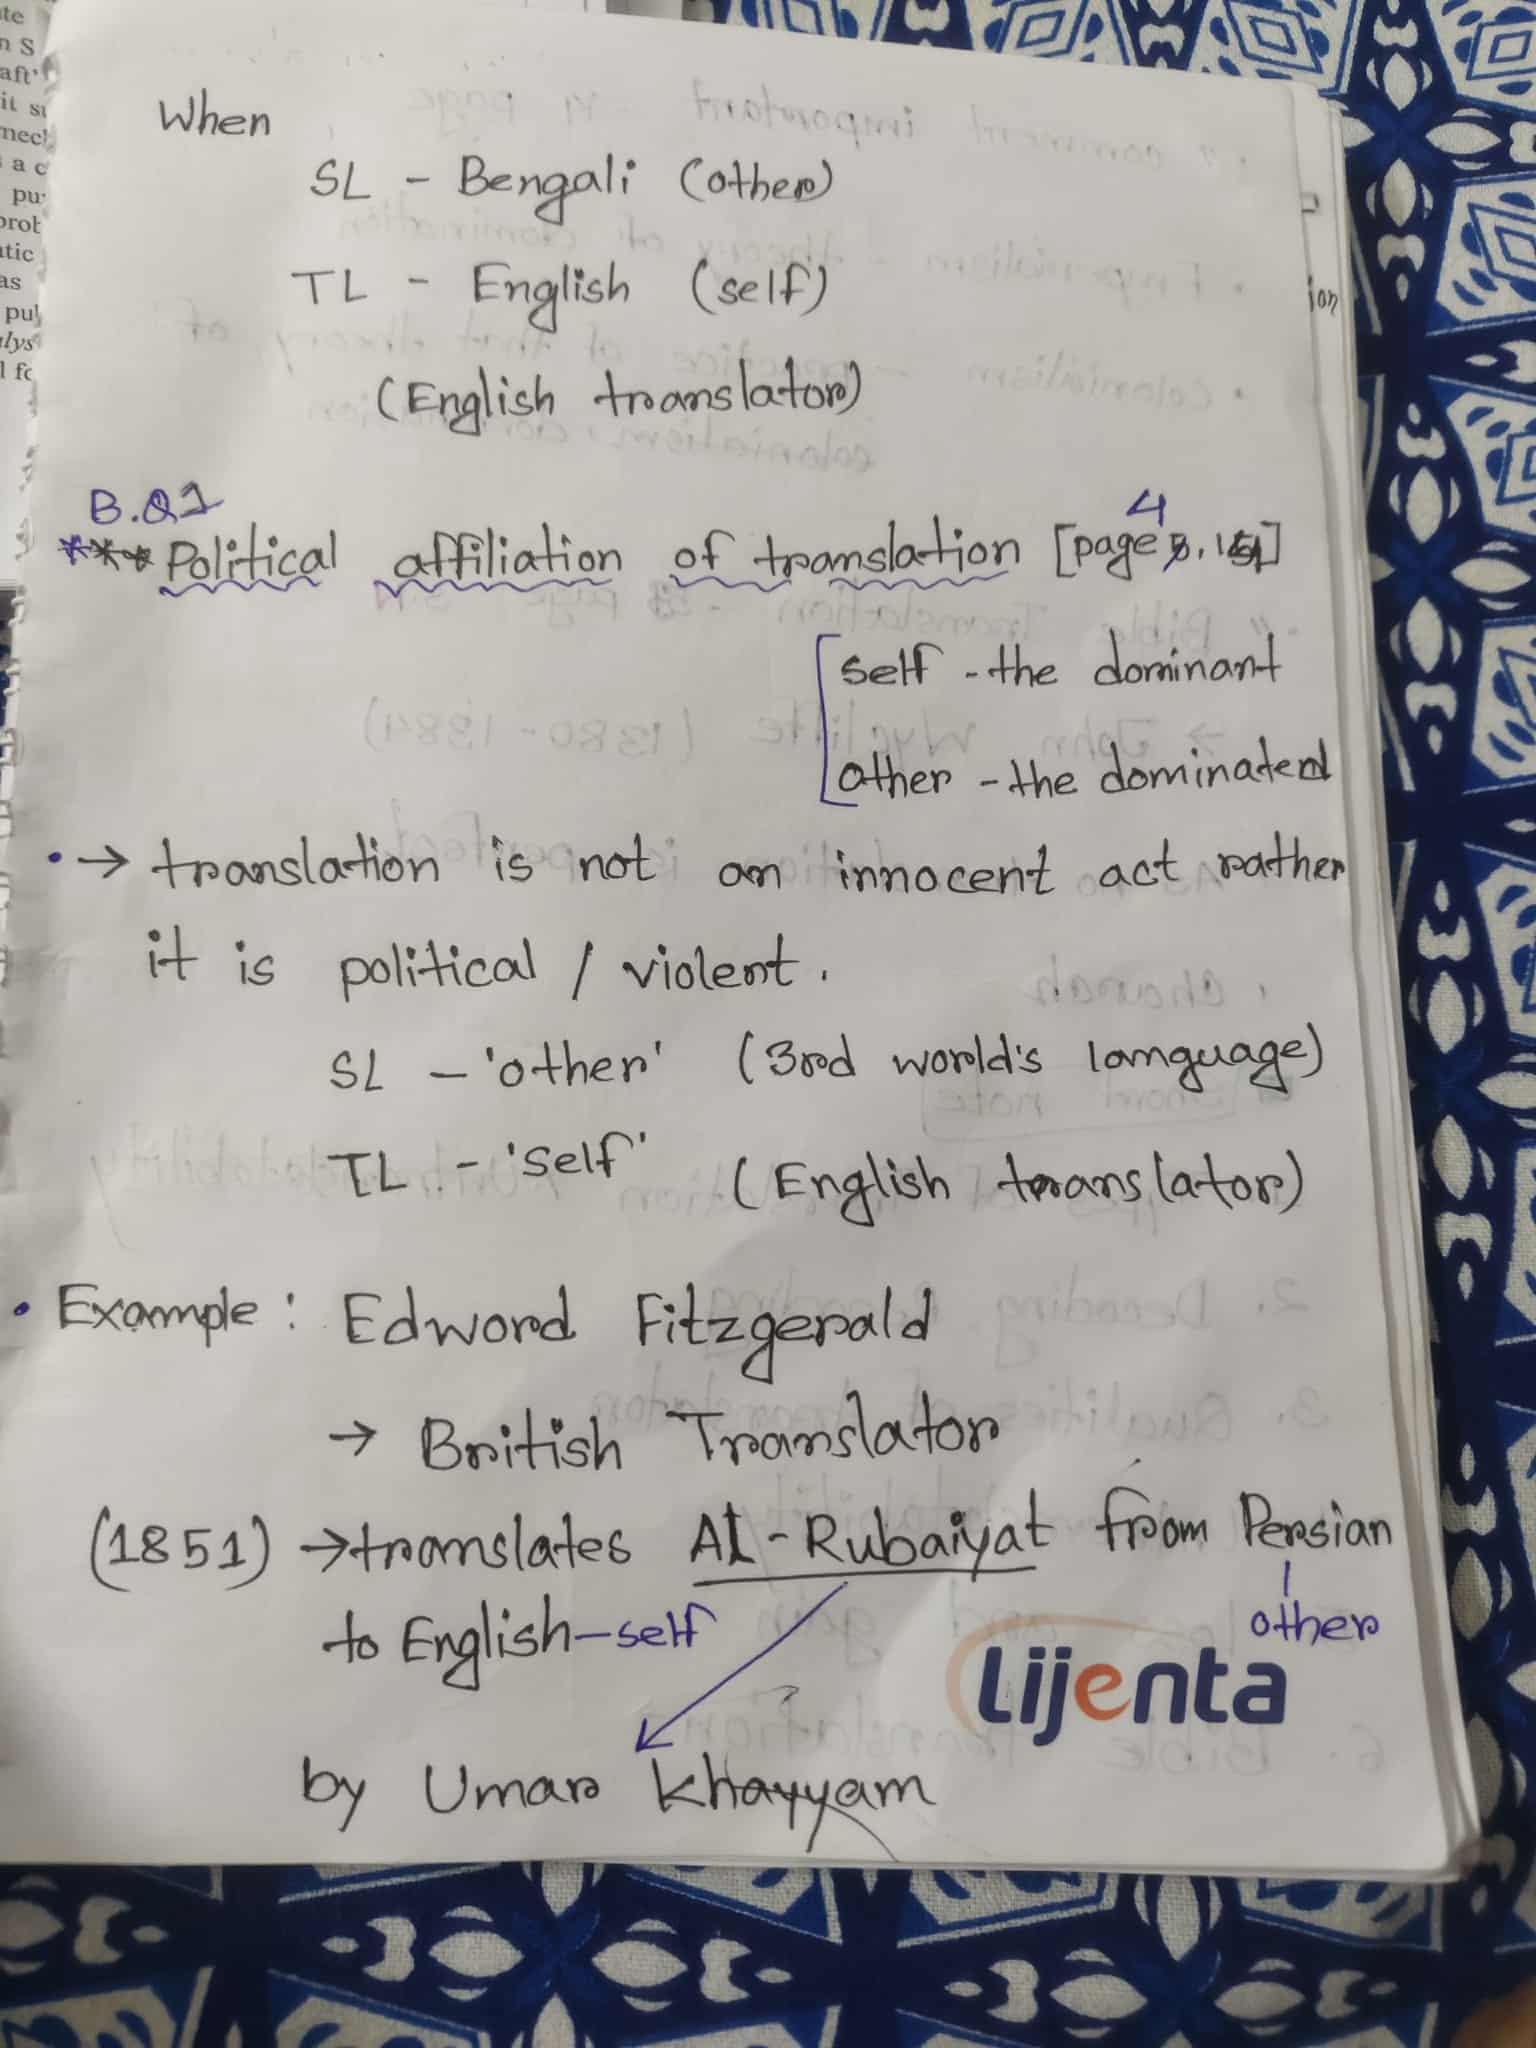 When
SL - Bengali (other)
TL - English (self)
(English translator)
B.Q1
*** Political affiliation of translation [page 4,
self - the dominant
other - the dominated
• → translation is not an innocent act rather
it is political / violent.
SL - 'other' (3rd world's language)
TL - 'self' (English translator)
• Example: Edword Fitzgerald
→ British Translator
(1851) → translates Al-Rubaiyat from Persian
other
to English - self
by Umar Khayyam
Lijenta